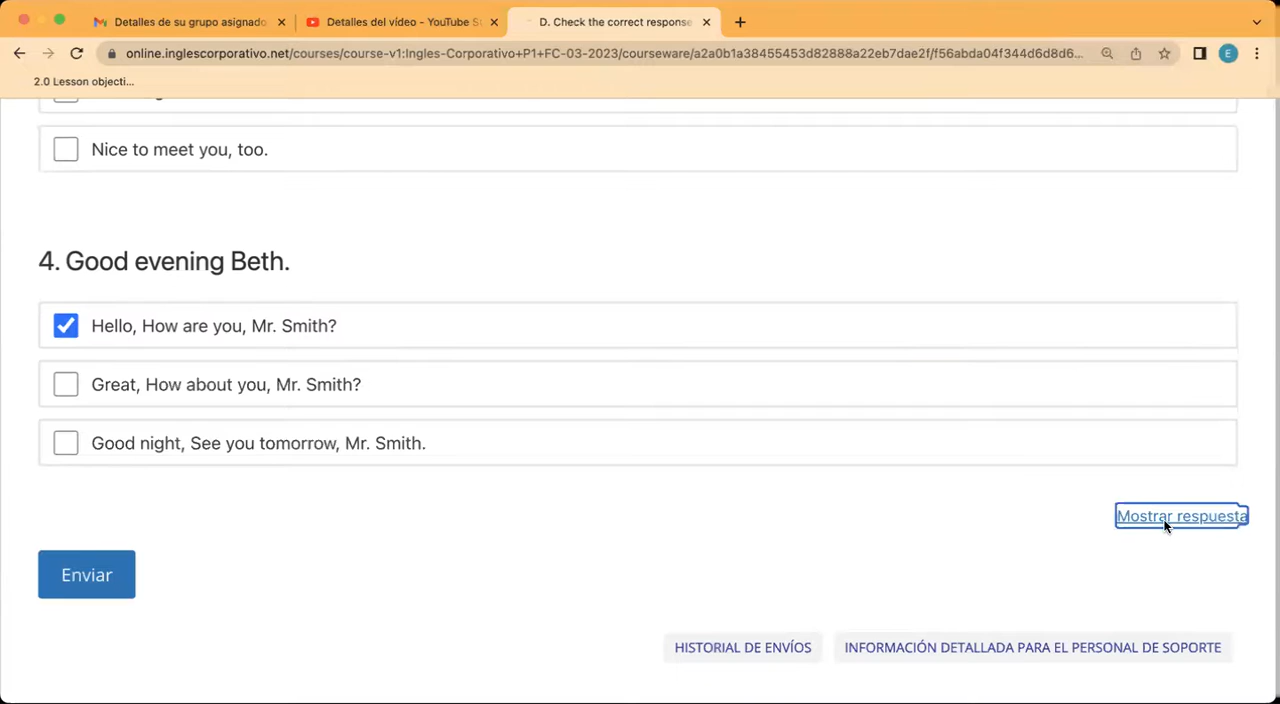 Detalles de su grupo asignado
Detalles del vídeo - YouTube S
D. Check the correct response
online.inglescorporativo.net/courses/course-v1:Ingles-Corporativo+P1+FC-03-2023/courseware/a2a0b1a38455453d82888a22eb7dae2f/f56abda04f344d6d8d6...
E
2.0 Lesson objecti...
Nice to meet you, too.
4. Good evening Beth.
Hello, How are you, Mr. Smith?
Great, How about you, Mr. Smith?
Good night, See you tomorrow, Mr. Smith.
Mostrar respuesta
Enviar
HISTORIAL DE ENVÍOS
INFORMACIÓN DETALLADA PARA EL PERSONAL DE SOPORTE